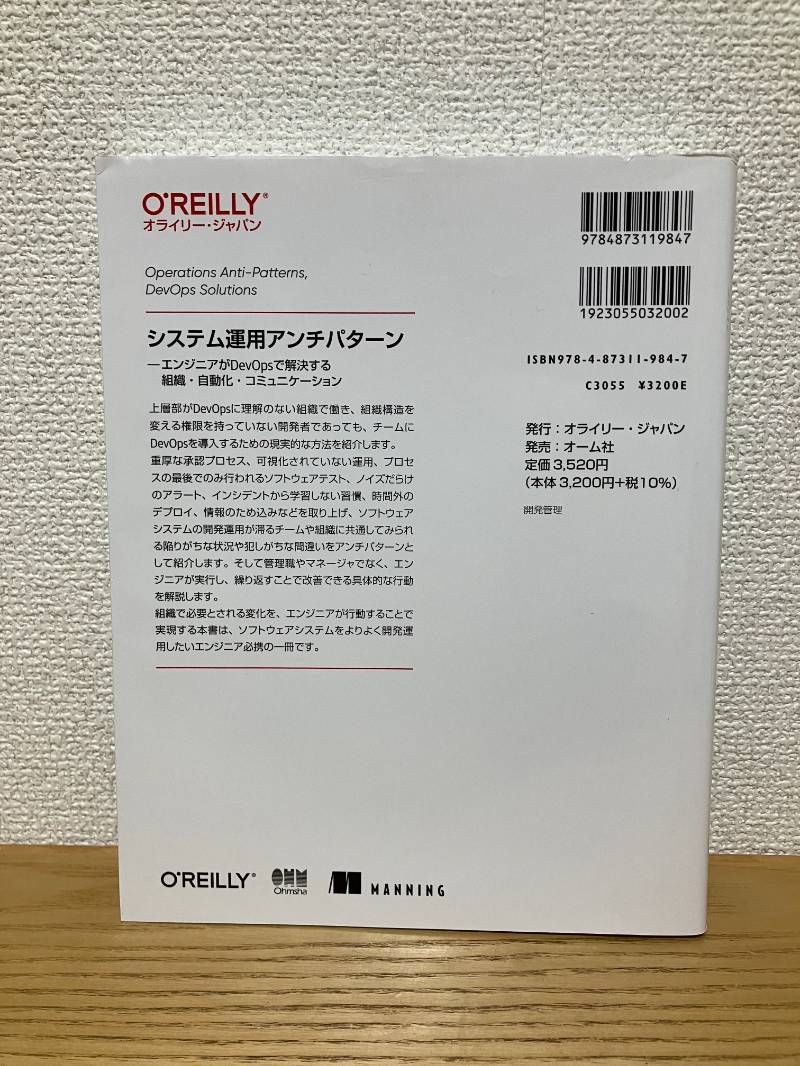 O'REILLY®
オライリー・ジャパン
Operations Anti-Patterns,
DevOps Solutions
システム運用アンチパターン
―エンジニアがDevOpsで解決する
組織・自動化・コミュニケーション
上層部がDevOpsに理解のない組織で働き、組織構造を
変える権限を持っていない開発者であっても、チームに
DevOpsを導入するための現実的な方法を紹介します。
重厚な承認プロセス、可視化されていない運用、プロセ
スの最後でのみ行われるソフトウェアテスト、ノイズだらけ
のアラート、インシデントから学習しない習慣、時間外の
デプロイ、情報のため込みなどを取り上げ、ソフトウェア
システムの開発運用が滞るチームや組織に共通してみられ
る陥りがちな状況や犯しがちな間違いをアンチパターンと
して紹介します。そして管理職やマネージャでなく、エン
ジニアが実行し、繰り返すことで改善できる具体的な行動
を解説します。
組織で必要とされる変化を、エンジニアが行動することで
実現する本書は、ソフトウェアシステムをよりよく開発運
用したいエンジニア必携の一冊です。
9784873119847
1923055032002
ISBN978-4-87311-984-7
C3055 ¥3200E
発行：オライリー・ジャパン
発売：オーム社
定価3,520円
（本体3,200円+税10%）
開発管理
O'REILLY®
OHM
Ohmsha
MANNING